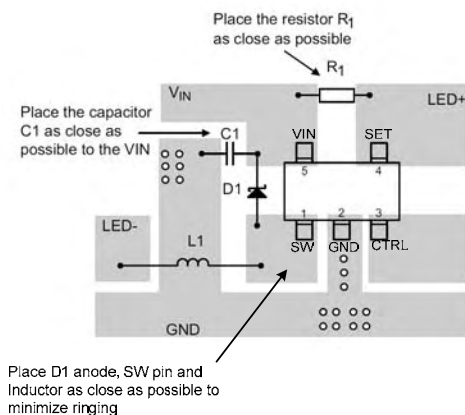 Place the resistor R1
as close as possible
R1
VIN
LED+
Place the capacitor
C1 as close as
possible to the VIN
C1
VIN
SET
5
4
D1
1
2
3
LED-
L1
SW
GND
CTRL
GND
Place D1 anode, SW pin and
Inductor as close as possible to
minimize ringing